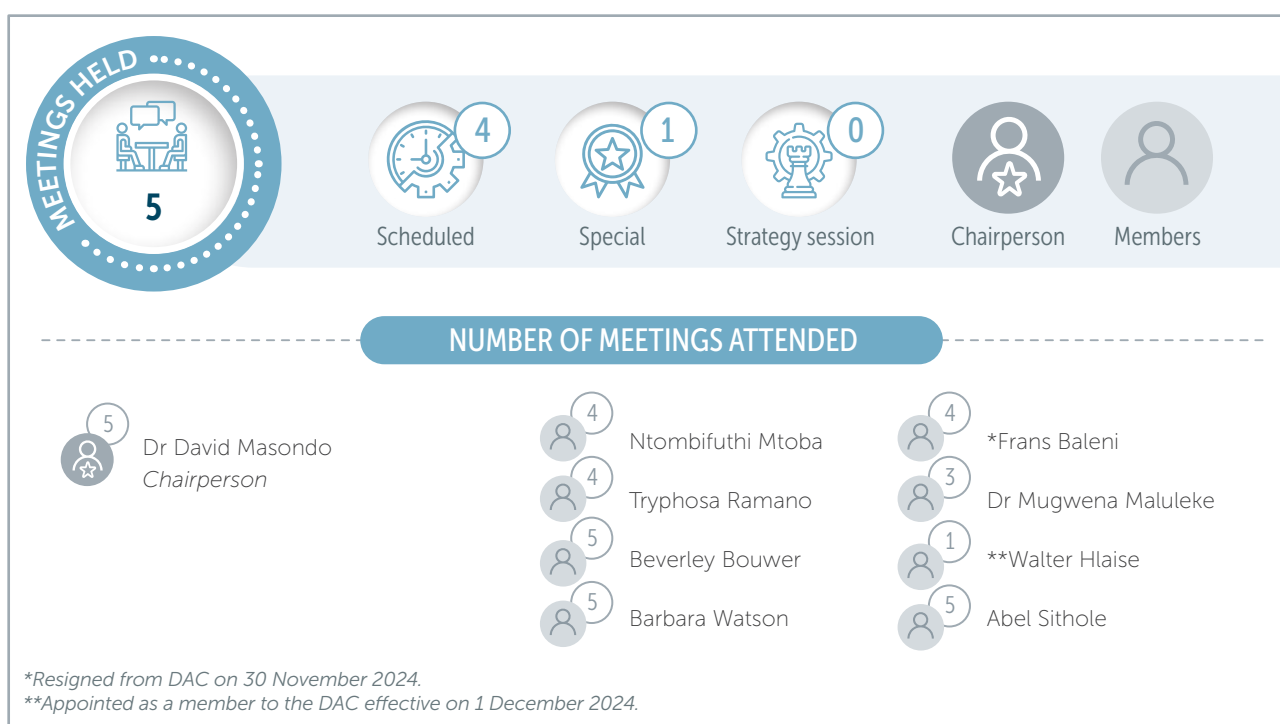 MEETINGS HELD
5
4
Scheduled
1
Special
0
Strategy session
Chairperson
Members
NUMBER OF MEETINGS ATTENDED
5
Dr David Masondo
Chairperson
4
Ntombifuthi Mtoba
4
Tryphosa Ramano
5
Beverley Bouwer
5
Barbara Watson
4
*Frans Baleni
3
Dr Mugwena Maluleke
1
**Walter Hlaise
5
Abel Sithole
*Resigned from DAC on 30 November 2024.
**Appointed as a member to the DAC effective on 1 December 2024.